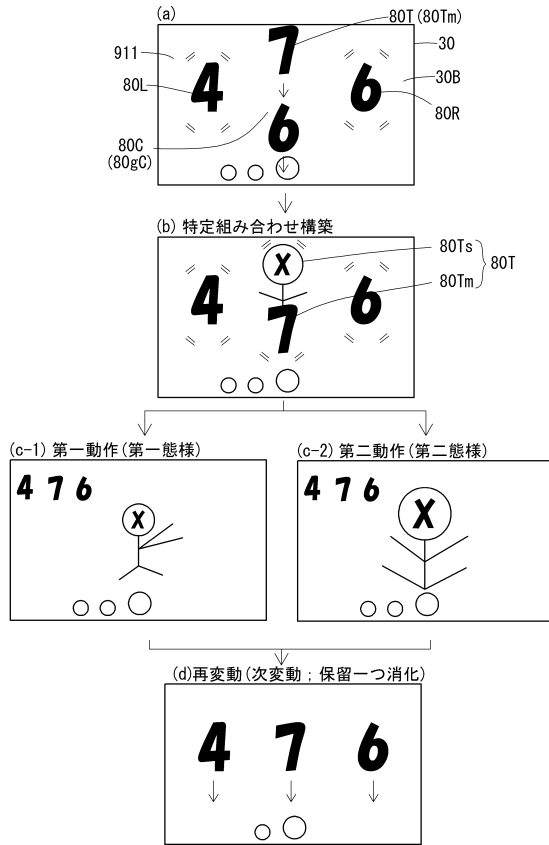 (a)
80T(80Tm)
7
30
911
4
6
30B
80L
80R
6
80C
(80gC)
(b) 特定組み合わせ構築
X
80Ts
80T
4
6
80Tm
7
(c-1) 第一動作(第一態様)
4 7 6
X
(c-2) 第二動作(第二態様)
4 7 6
X
(d)再変動(次変動；保留一つ消化)
4 7 6